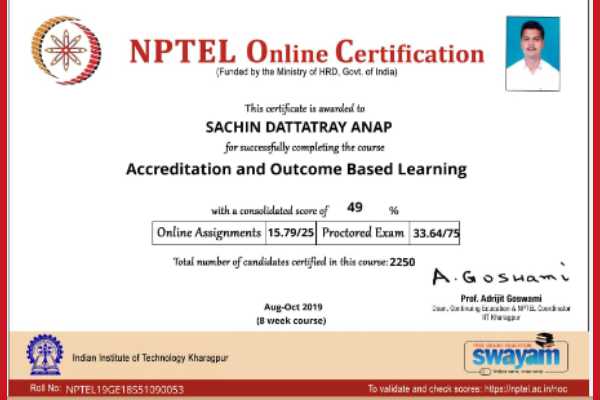 NPTEL Online Certification
(Funded by the Ministry of HRD, Govt. of India)
This certificate is awarded to
SACHIN DATTATRAY ANAP
for successfully completing the course
Accreditation and Outcome Based Learning
with a consolidated score of 49 %
Online Assignments 15.79/25 Proctored Exam 33.64/75
Total number of candidates certified in this course: 2250
A. Goswami
Prof. Adrijit Goswami
Dean, Continuing Education & NPTEL Coordinator
IIT Kharagpur
Aug-Oct 2019
(8 week course)
Indian Institute of Technology Kharagpur
swayam
Roll No: NPTEL19GE18S51090053
To validate and check scores: https://nptel.ac.in/noc